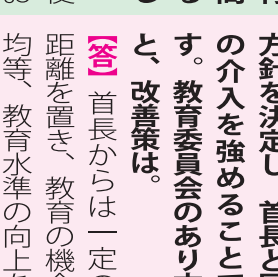 方針を決定し、首長と
の介入を強めること
す。教育委員会のあり
と、改善策は。
【答】首長からは一定の
距離を置き、教育の機会
均等、教育水準の向上